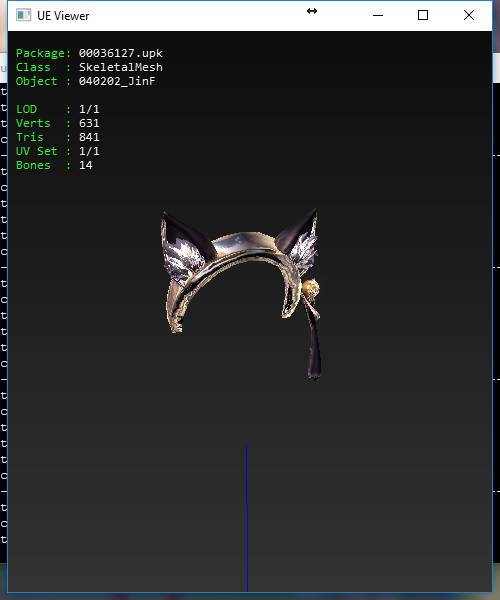 UE Viewer
Package: 00036127.upk
Class  : SkeletalMesh
Object : 040202_JinF
LOD    : 1/1
Verts  : 631
Tris   : 841
UV Set : 1/1
Bones  : 14